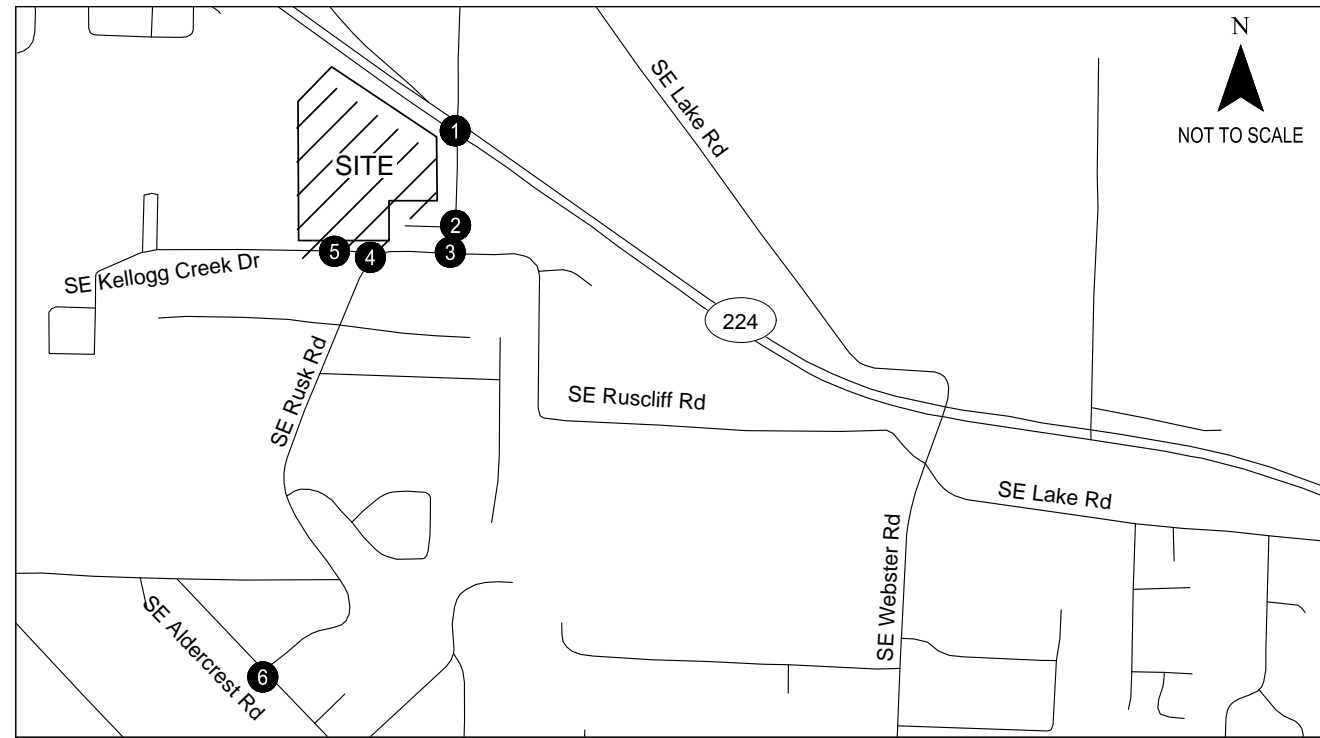 N
NOT TO SCALE
SE Lake Rd
1
SITE
2
5
4
3
SE Kellogg Creek Dr
224
SE Rusk Rd
SE Ruscliff Rd
SE Lake Rd
SE Webster Rd
SE Aldercrest Rd
6